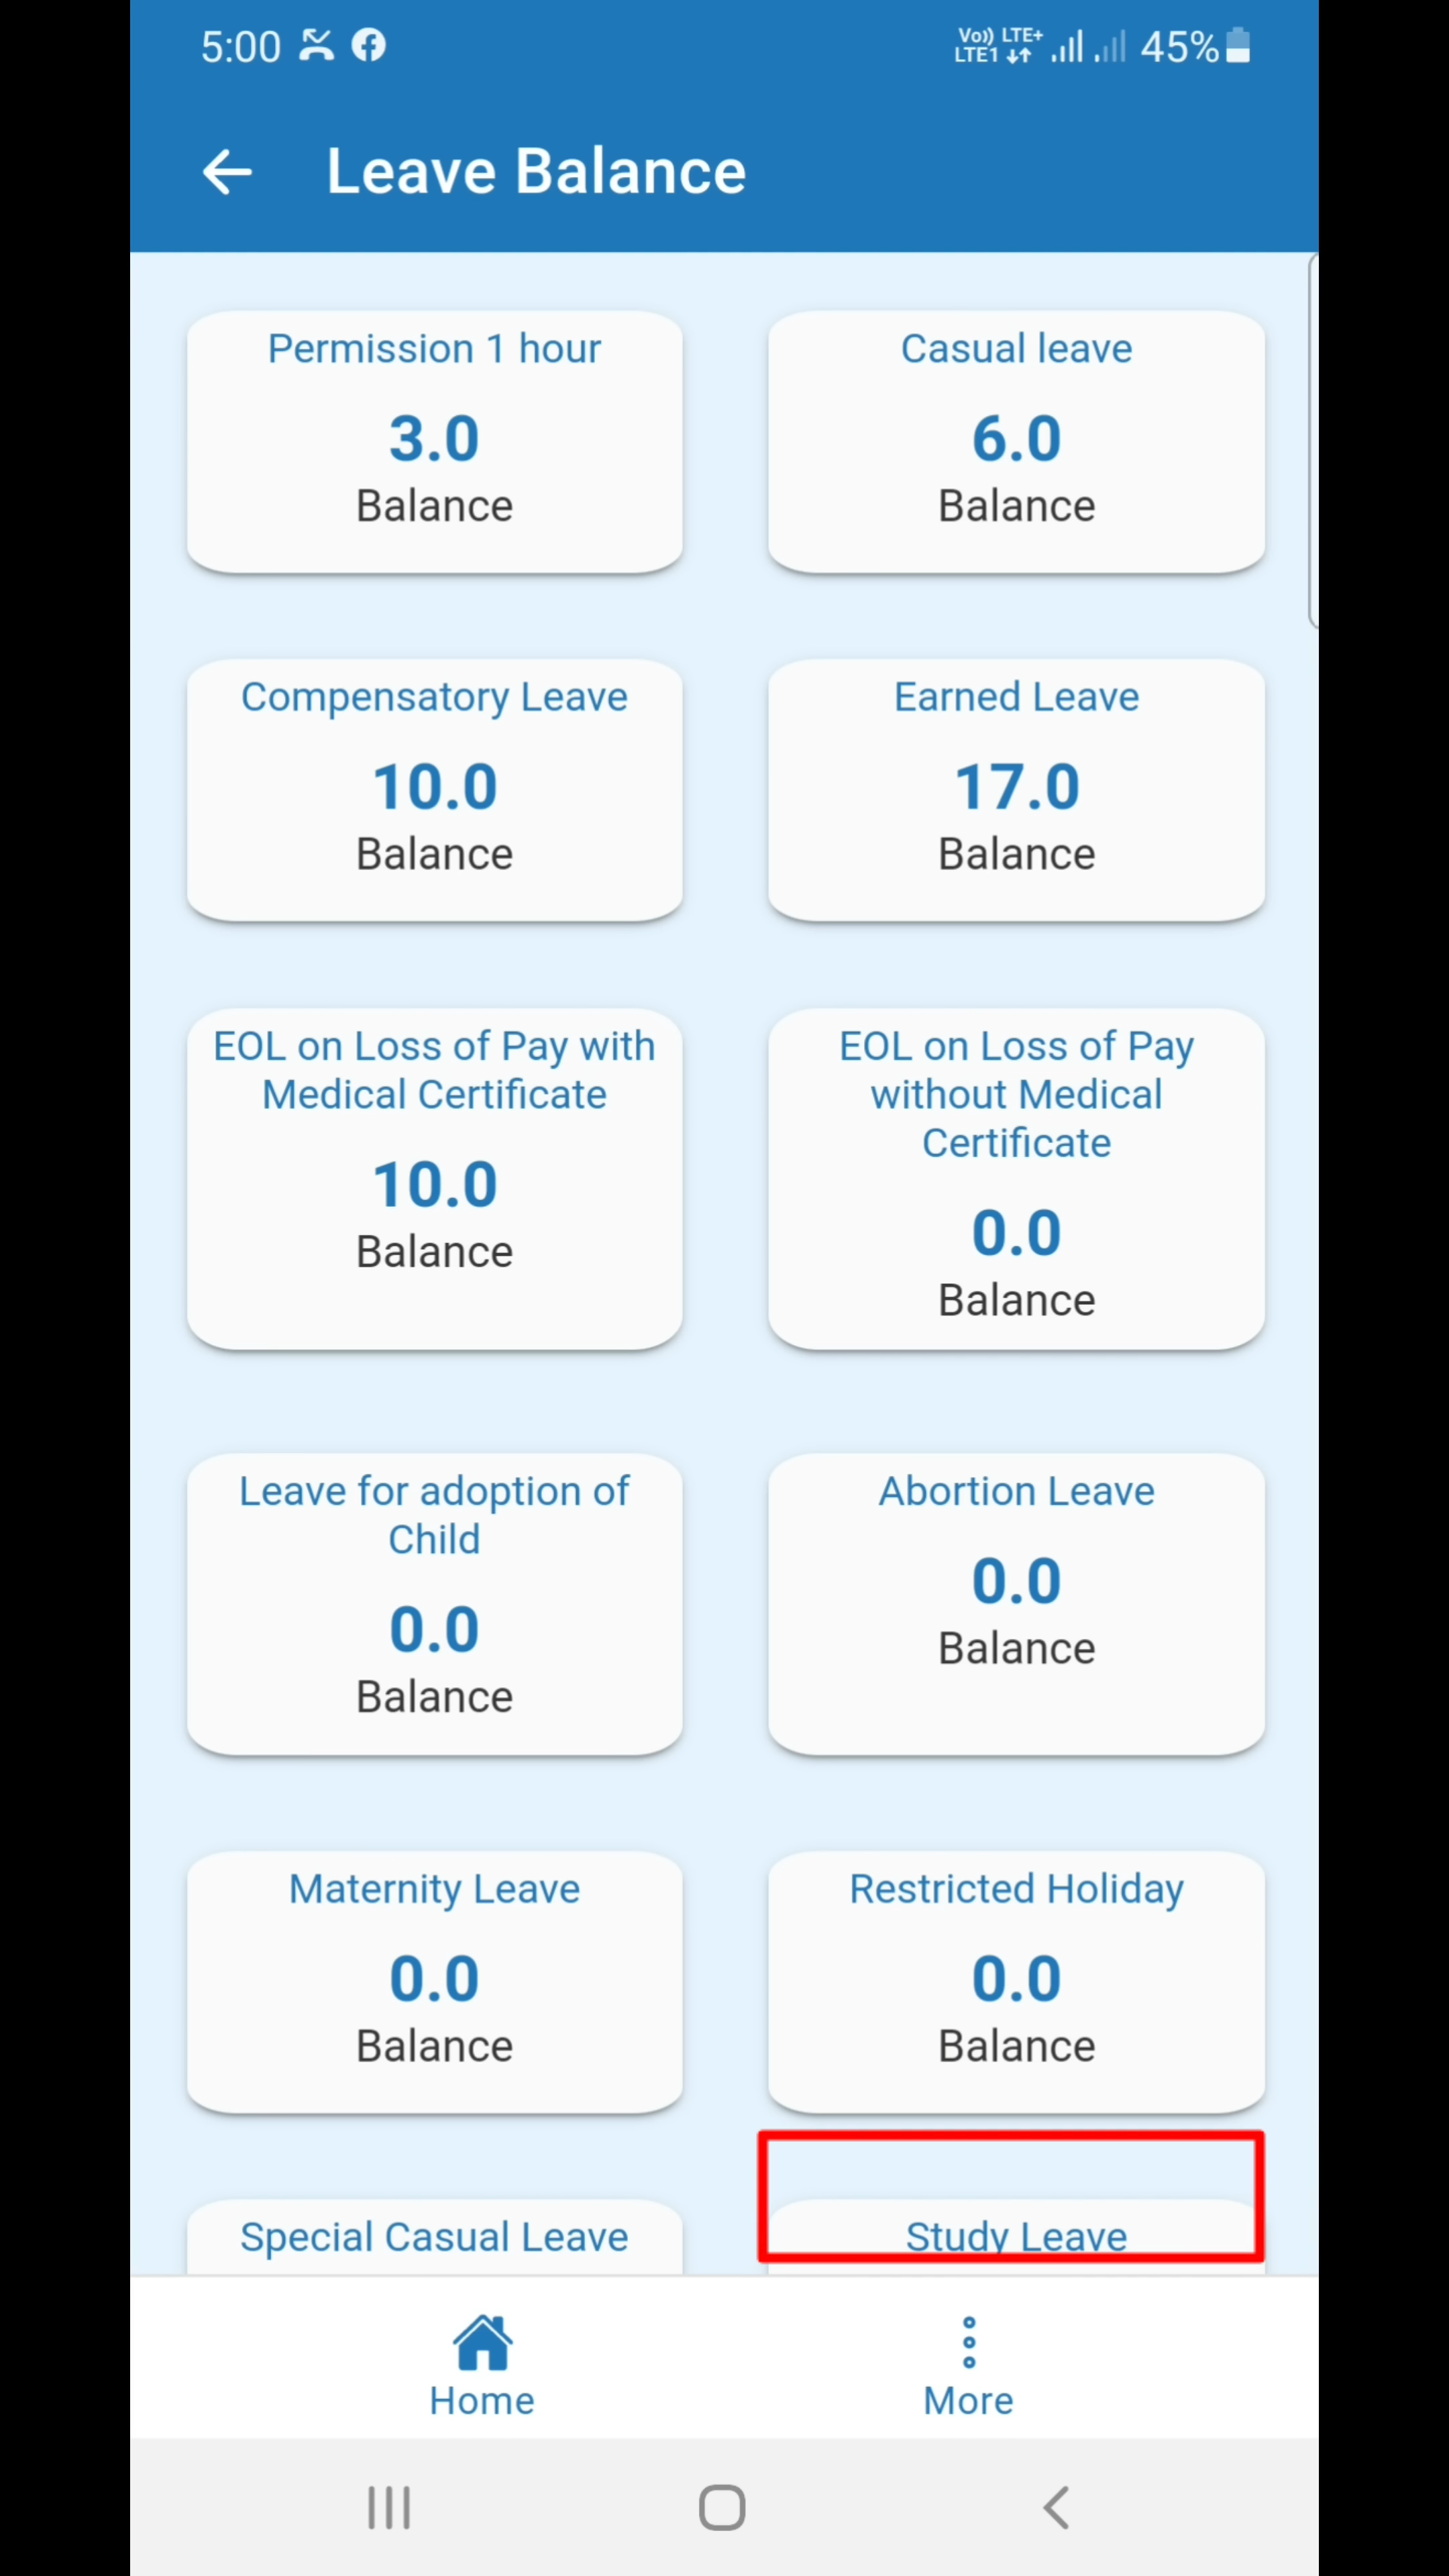 5:00 Vo)) LTE+ LTE1 45%
Leave Balance
Permission 1 hour
3.0
Balance
Casual leave
6.0
Balance
Compensatory Leave
10.0
Balance
Earned Leave
17.0
Balance
EOL on Loss of Pay with
Medical Certificate
10.0
Balance
EOL on Loss of Pay
without Medical
Certificate
0.0
Balance
Leave for adoption of
Child
0.0
Balance
Abortion Leave
0.0
Balance
Maternity Leave
0.0
Balance
Restricted Holiday
0.0
Balance
Special Casual Leave
Study Leave
Home
More